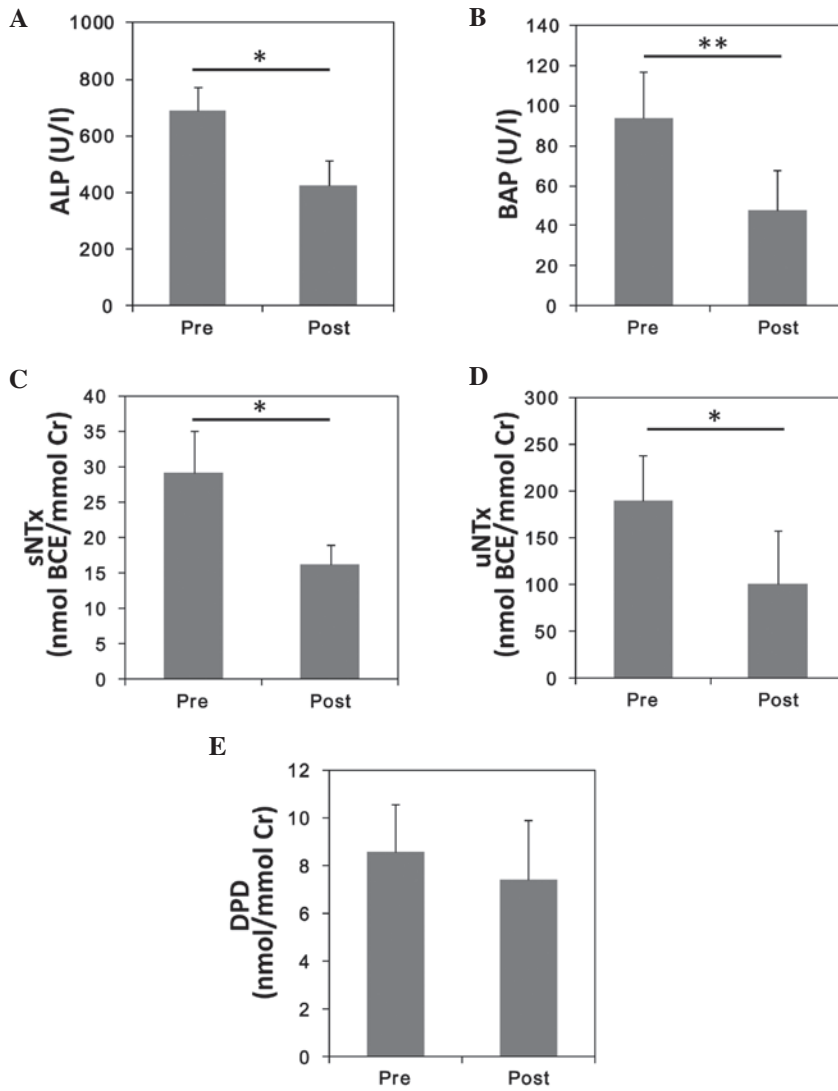 A
ALP (U/l)
1000
800
600
400
200
0
*
Pre Post
B
BAP (U/l)
140
120
100
80
60
40
20
0
**
Pre Post
C
sNTx
(nmol BCE/mmol Cr)
40
35
30
25
20
15
10
5
0
*
Pre Post
D
uNTx
(nmol BCE/mmol Cr)
300
250
200
150
100
50
0
*
Pre Post
E
DPD
(nmol/mmol Cr)
12
10
8
6
4
2
0
Pre Post